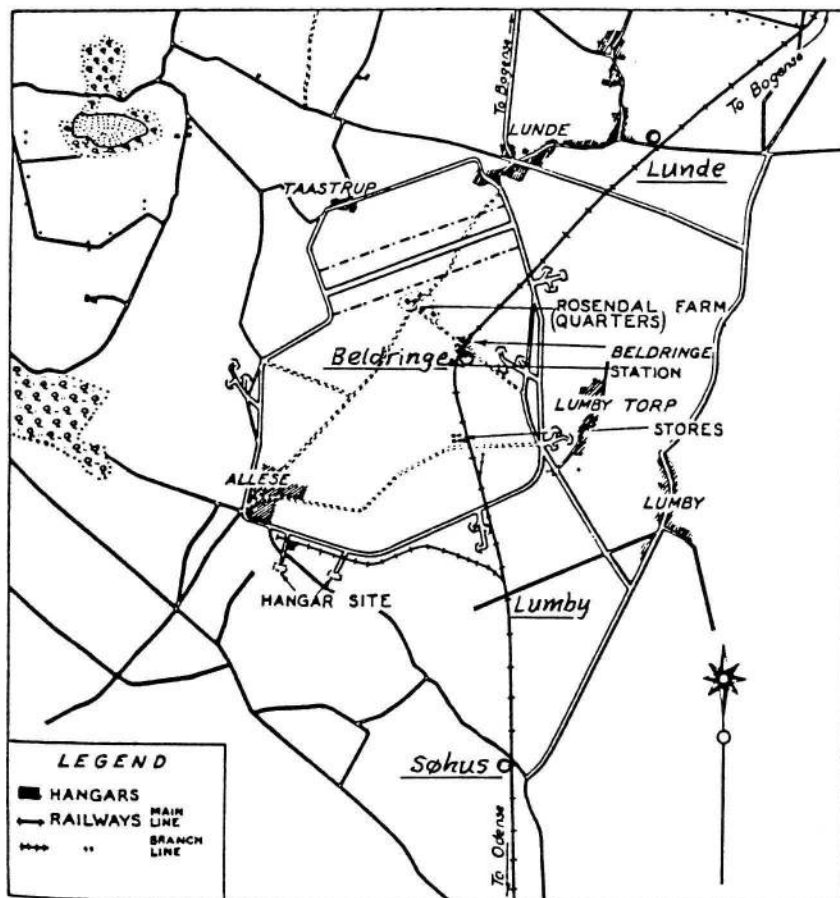 To Bogense
To Bogense
LUNDE
Lunde
TAASTRUP
ROSENDAL FARM
(QUARTERS)
Beldringe
BELDRINGE
STATION
LUMBY TORP
STORES
ALLESE
LUMBY
HANGAR SITE
Lumby
Søhus
To Odense
LEGEND
HANGARS
RAILWAYS MAIN
LINE
" BRANCH
LINE